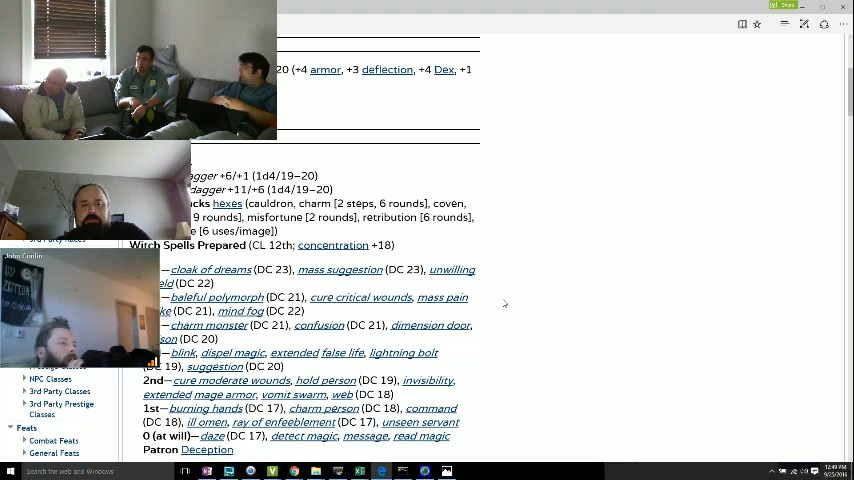 Share
20 (+4 armor, +3 deflection, +4 Dex, +1
agger +6/+1 (1d4/19–20)
dagger +11/+6 (1d4/19–20)
cks hexes (cauldron, charm [2 steps, 6 rounds], coven,
9 rounds], misfortune [2 rounds], retribution [6 rounds],
e [6 uses/image])
Witch Spells Prepared (CL 12th; concentration +18)
John Conlin
—cloak of dreams (DC 23), mass suggestion (DC 23), unwilling
(DC 22)
—baleful polymorph (DC 21), cure critical wounds, mass pain
(DC 21), mind fog (DC 22)
—charm monster (DC 21), confusion (DC 21), dimension door,
(DC 20)
—blink, dispel magic, extended false life, lightning bolt
(DC 19), suggestion (DC 20)
2nd—cure moderate wounds, hold person (DC 19), invisibility,
extended mage armor, vomit swarm, web (DC 18)
1st—burning hands (DC 17), charm person (DC 18), command
(DC 18), ill omen, ray of enfeeblement (DC 17), unseen servant
0 (at will)—daze (DC 17), detect magic, message, read magic
Patron Deception
NPC Classes
3rd Party Classes
3rd Party Prestige
Classes
Feats
Combat Feats
General Feats
Search the web and Windows
12:49 PM
9/25/2016